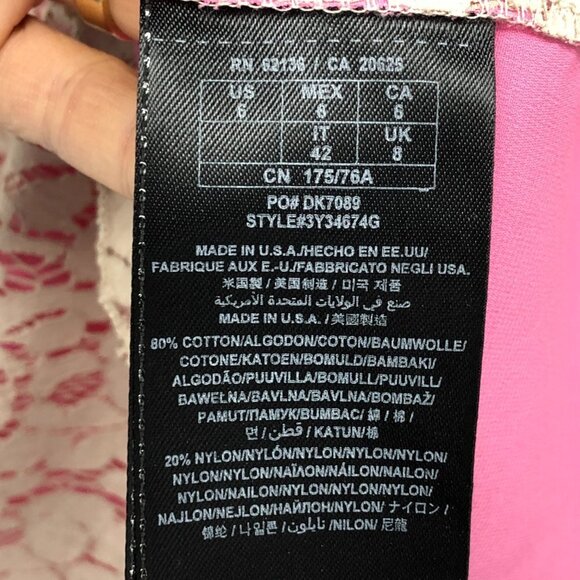 RN 62136 / CA 20625
US MEX CA
6 6 6
IT UK
42 8
CN 175/76A
PO# DK7089
STYLE#3Y34674G
MADE IN U.S.A./HECHO EN EE.UU/
FABRIQUE AUX E.-U./FABBRICATO NEGLI USA.
米国製 / 美国制造 / 미국 제품
صنع في الولايات المتحدة الأمريكية
MADE IN U.S.A. / 美國製造
80% COTTON/ALGODON/COTON/BAUMWOLLE/
COTONE/KATOEN/BOMULD/BAMBAKI/
ALGODÃO/PUUVILLA/BOMULL/PUUVILL/
BAWEŁNA/BAVLNA/BAVLNA/BOMBAŽ/
PAMUT/ПАМУК/BUMBAC/ 綿 / 棉 /
면 / قطن / KATUN/棉
20% NYLON/NYLÓN/NYLON/NYLON/NYLON/
NYLON/NYLON/NAΪΛON/NÁILON/NAILON/
NYLON/NAILON/NYLON/NYLON/NYLON/
NAJLON/NEJLON/НАЙЛОН/NYLON/ ナイロン /
锦纶 / 나일론 / نايلون /NILON/ 尼龍